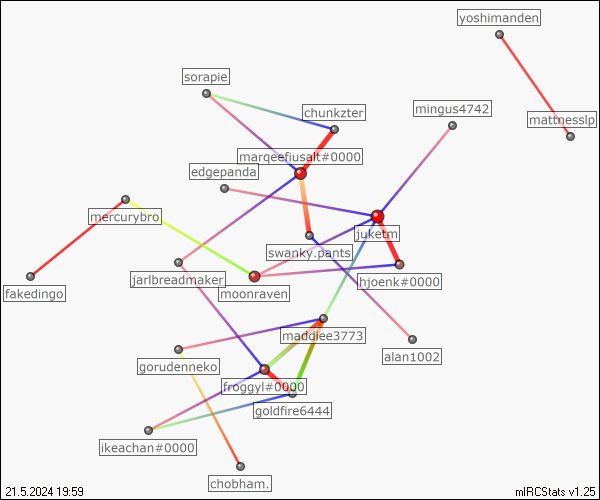 yoshimanden
sorapie
chunkzter
mingus4742
mattnesslp
marqeefiusalt#0000
edgepanda
mercurybro
juketm
swanky.pants
jarlbreadmaker
hjoenk#0000
moonraven
fakedingo
maddiee3773
alan1002
gorudenneko
froggyl#0000
goldfire6444
ikeachan#0000
chobham.
21.5.2024 19:59
mIRCStats v1.25